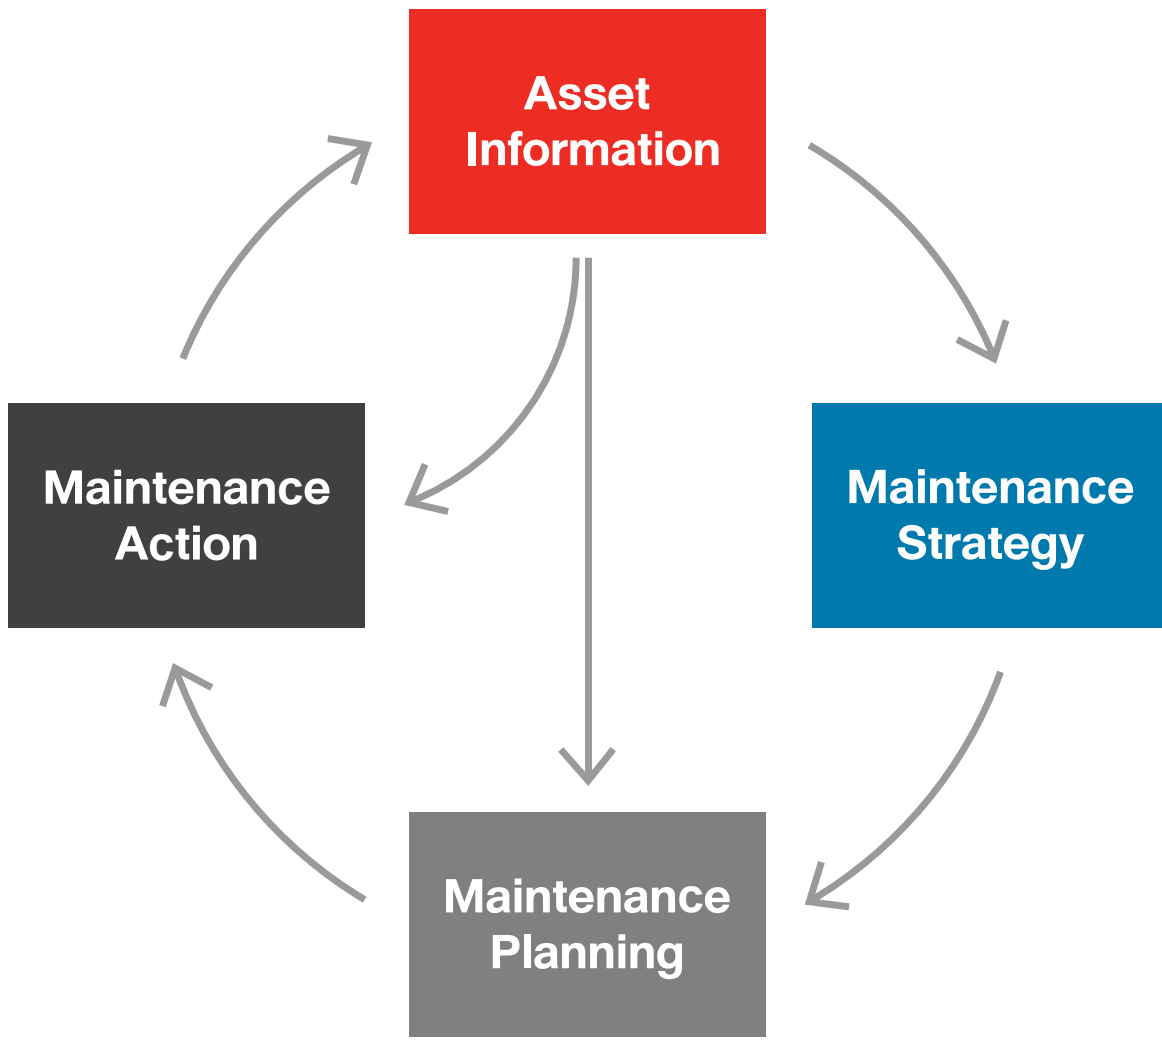 Asset
Information
Maintenance
Action
Maintenance
Strategy
Maintenance
Planning